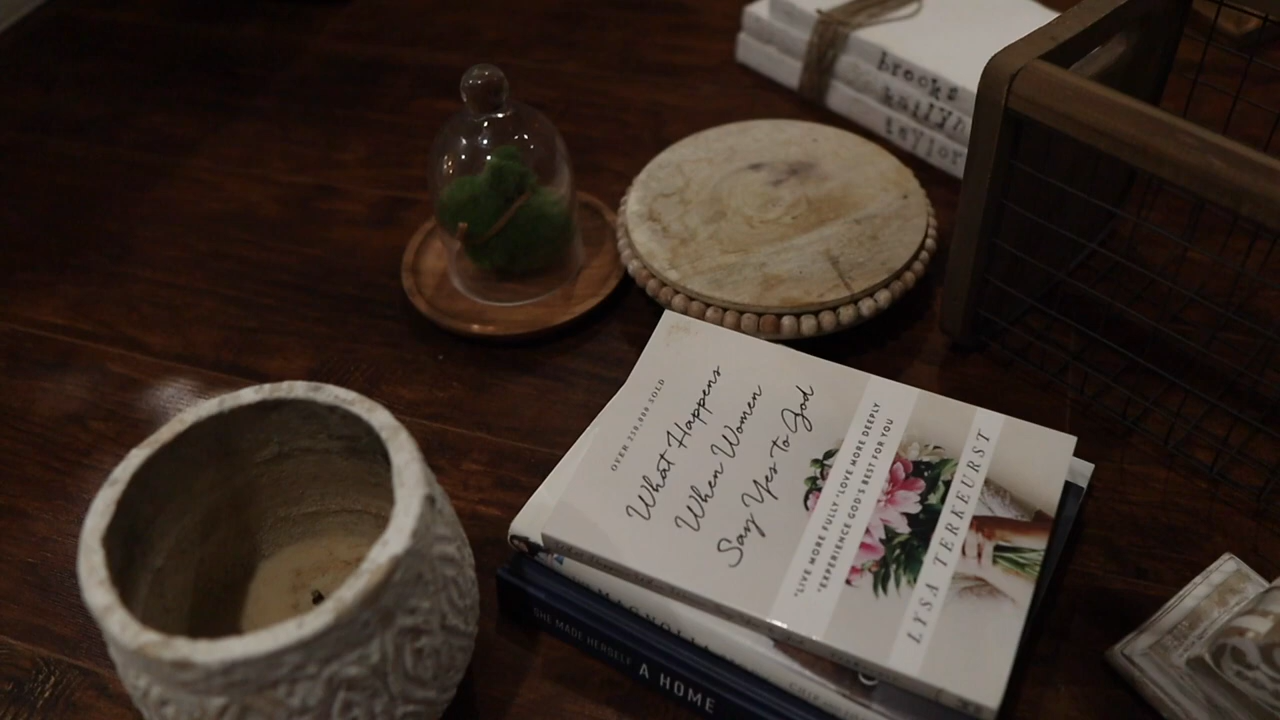 brooks
kaitlyn
taylor
OVER 250,000 SOLD
What Happens
When Women
Say Yes to God
*LIVE MORE FULLY *LOVE MORE DEEPLY
*EXPERIENCE GOD'S BEST FOR YOU
LYSA TERKEURST
MAGNOLIA
SHE MADE HERSELF A HOME